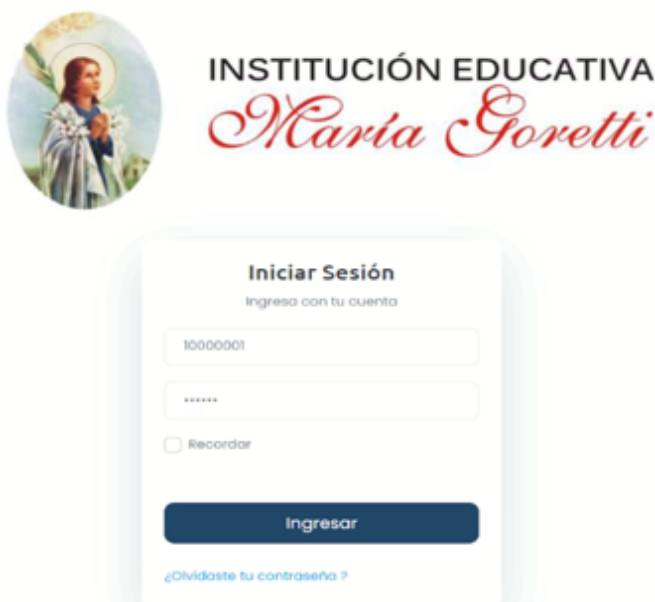 INSTITUCIÓN EDUCATIVA
María Goretti
Iniciar Sesión
Ingresa con tu cuenta
10000001
••••••
Recordar
Ingresar
¿Olvidaste tu contraseña ?